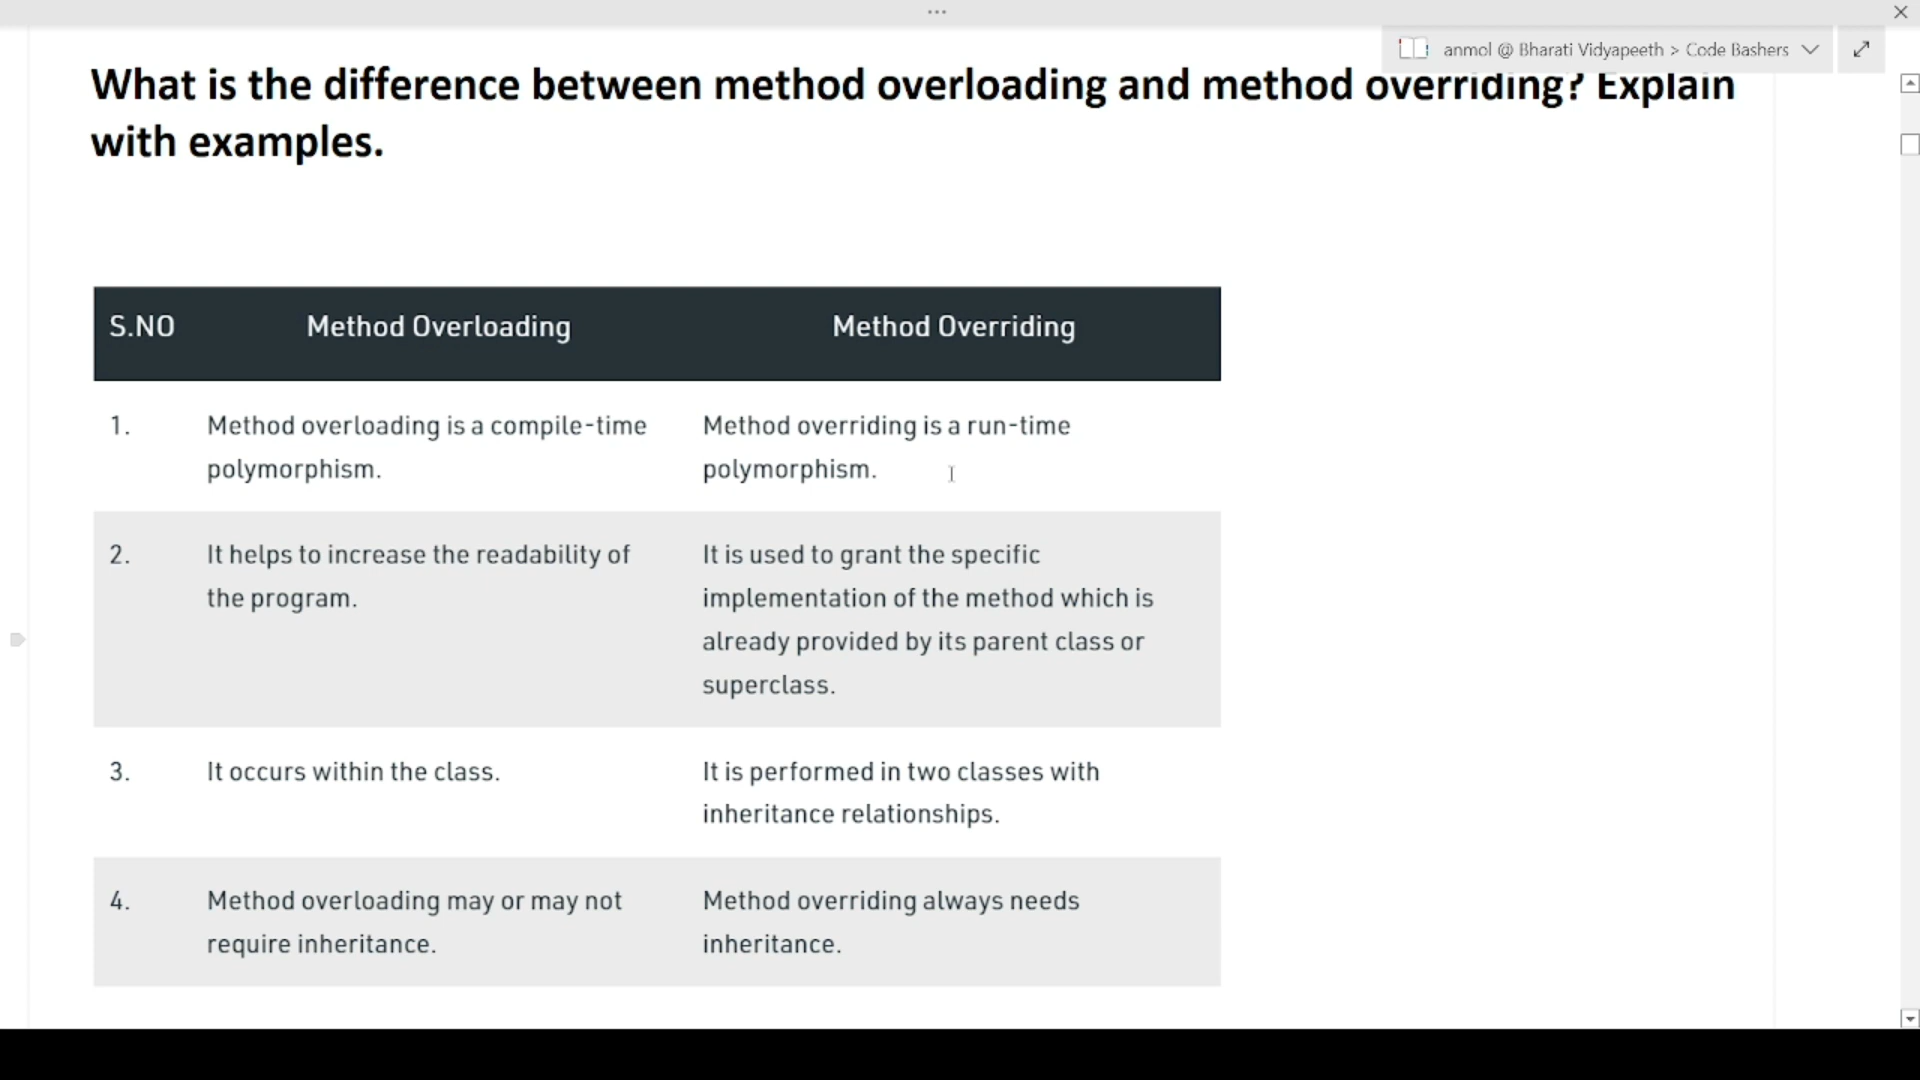 anmol @ Bharati Vidyapeeth > Code Bashers
What is the difference between method overloading and method overriding? Explain
with examples.
S.NO Method Overloading Method Overriding
1. Method overloading is a compile-time Method overriding is a run-time
polymorphism. polymorphism.
2. It helps to increase the readability of It is used to grant the specific
the program. implementation of the method which is
already provided by its parent class or
superclass.
3. It occurs within the class. It is performed in two classes with
inheritance relationships.
4. Method overloading may or may not Method overriding always needs
require inheritance. inheritance.